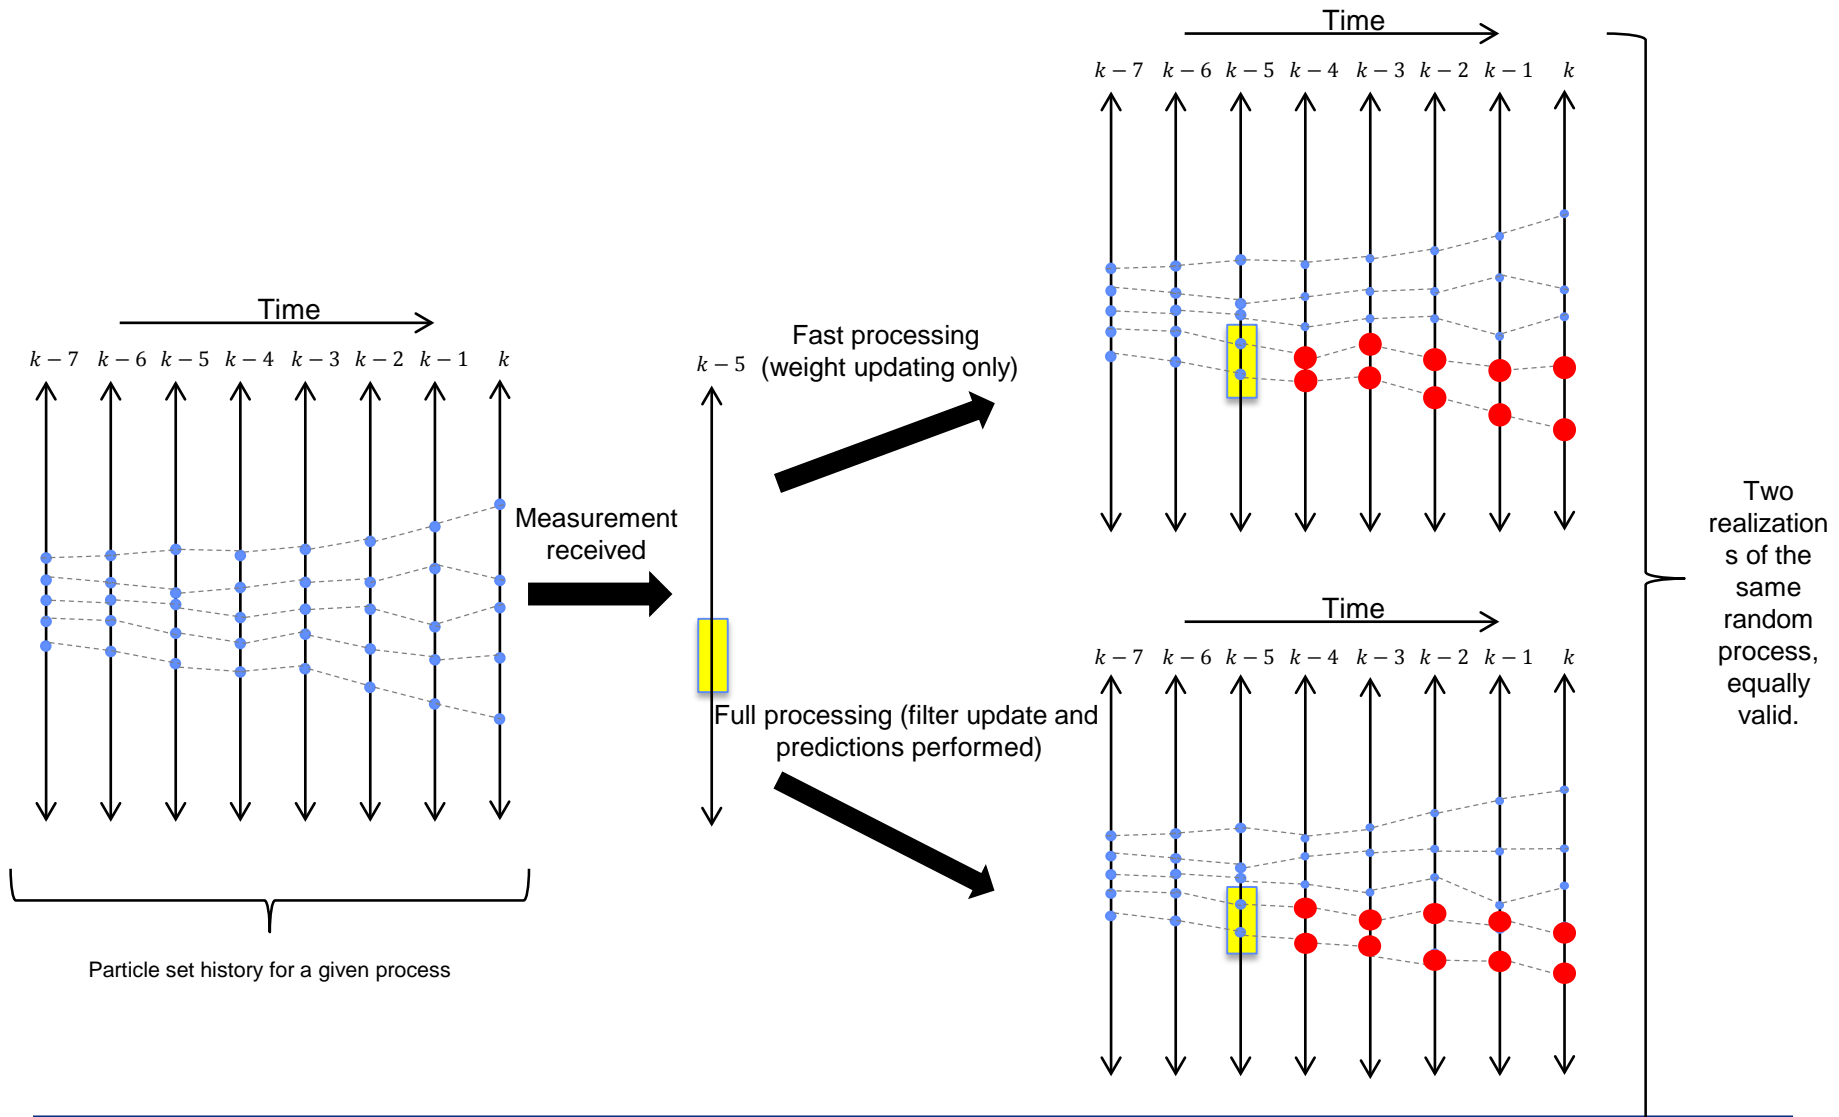 Time
k − 7 k − 6 k − 5 k − 4 k − 3 k − 2 k − 1 k
Particle set history for a given process
Measurement
received
k − 5
Fast processing
(weight updating only)
Full processing (filter update and
predictions performed)
Time
k − 7 k − 6 k − 5 k − 4 k − 3 k − 2 k − 1 k
Time
k − 7 k − 6 k − 5 k − 4 k − 3 k − 2 k − 1 k
Two
realization
s of the
same
random
process,
equally
valid.